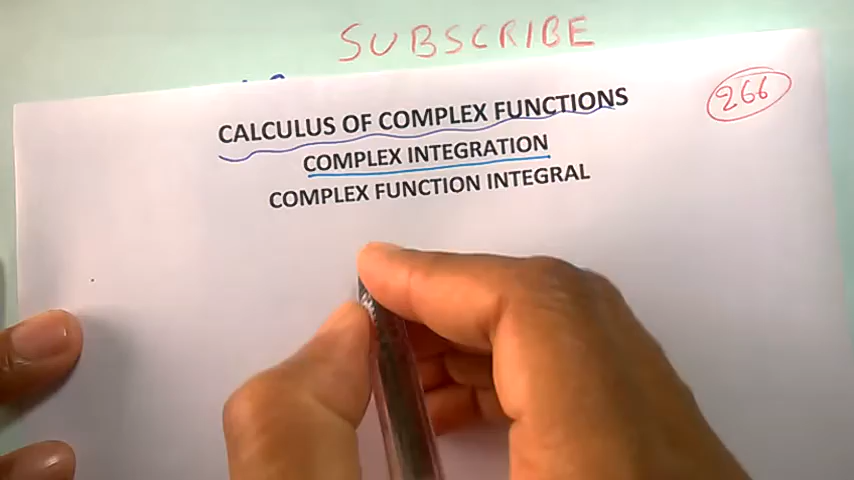 SUBSCRIBE
266
CALCULUS OF COMPLEX FUNCTIONS
COMPLEX INTEGRATION
COMPLEX FUNCTION INTEGRAL